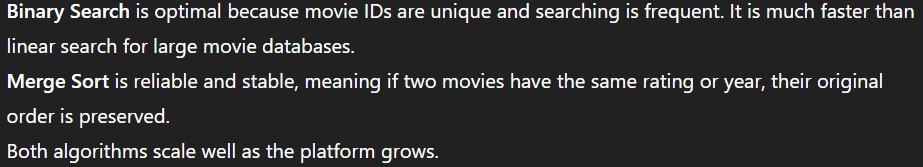 Binary Search is optimal because movie IDs are unique and searching is frequent. It is much faster than
linear search for large movie databases.
Merge Sort is reliable and stable, meaning if two movies have the same rating or year, their original
order is preserved.
Both algorithms scale well as the platform grows.